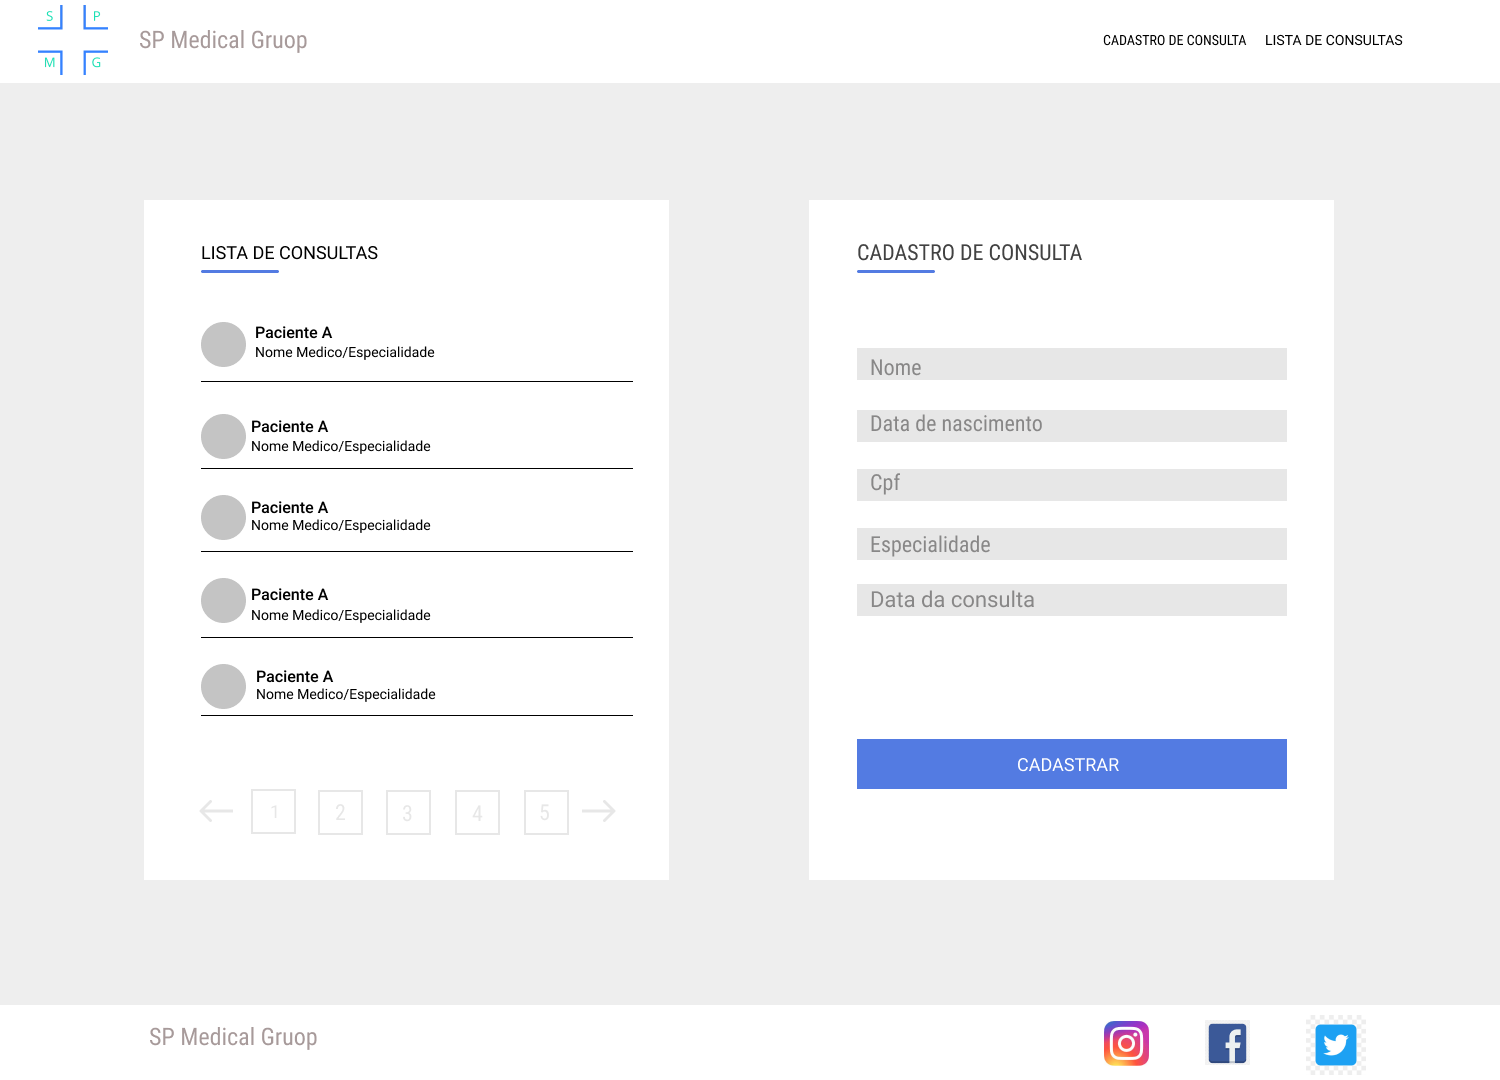 S P
M G
SP Medical Gruop
CADASTRO DE CONSULTA LISTA DE CONSULTAS
LISTA DE CONSULTAS
Paciente A
Nome Medico/Especialidade
Paciente A
Nome Medico/Especialidade
Paciente A
Nome Medico/Especialidade
Paciente A
Nome Medico/Especialidade
Paciente A
Nome Medico/Especialidade
1 2 3 4 5
CADASTRO DE CONSULTA
Nome
Data de nascimento
Cpf
Especialidade
Data da consulta
CADASTRAR
SP Medical Gruop